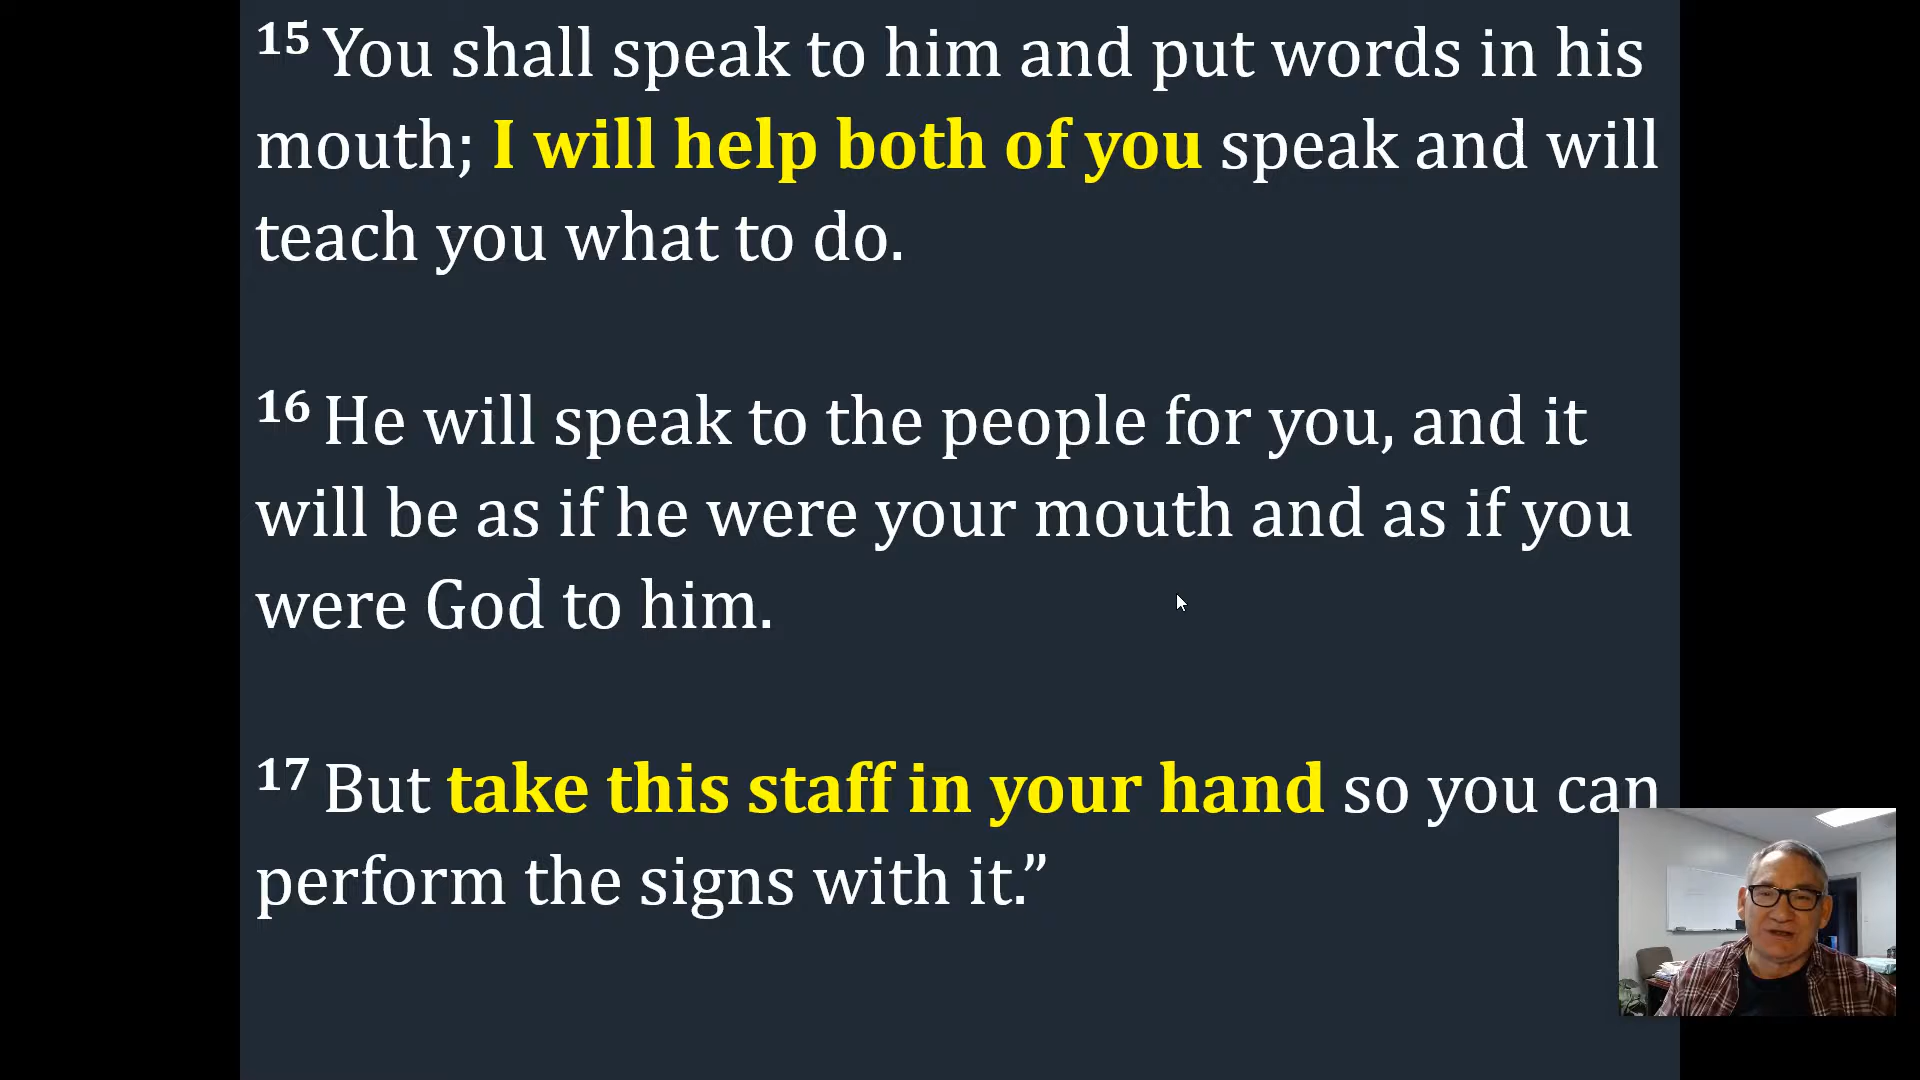 15 You shall speak to him and put words in his
mouth; I will help both of you speak and will
teach you what to do.
16 He will speak to the people for you, and it
will be as if he were your mouth and as if you
were God to him.
17 But take this staff in your hand so you can
perform the signs with it.”